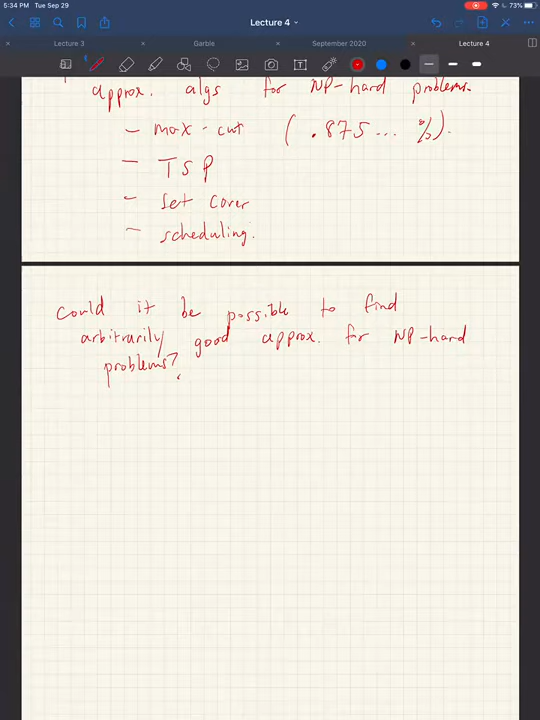 5:34 PM Tue Sep 29
73%
Lecture 4
Lecture 3
Garble
September 2020
Lecture 4
approx. algs for NP-hard problems.
- max-cut (.875... %).
- TSP
- set cover
- scheduling.
Could it be possible to find
arbitrarily good approx. for NP-hard
problems?